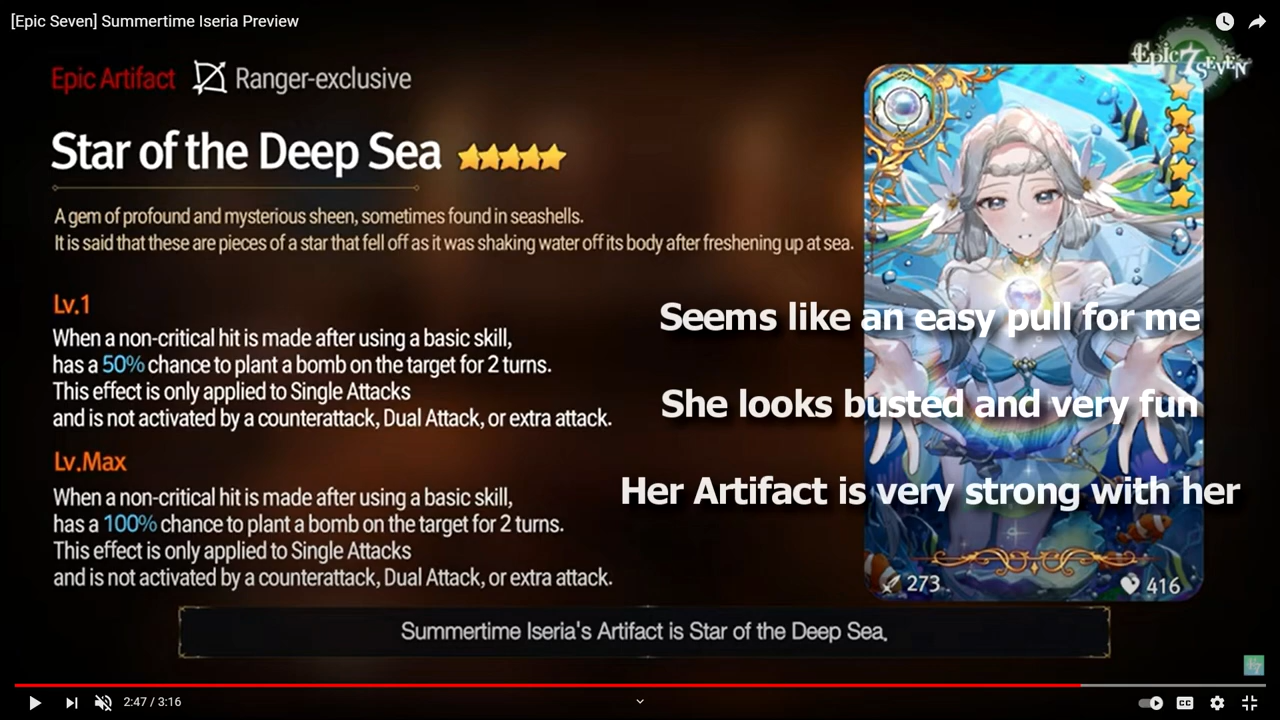 [Epic Seven] Summertime Iseria Preview
Epic 7 SEVEN
Epic Artifact Ranger-exclusive
Star of the Deep Sea
A gem of profound and mysterious sheen, sometimes found in seashells.
It is said that these are pieces of a star that fell off as it was shaking water off its body after freshening up at sea.
Lv.1
When a non-critical hit is made after using a basic skill,
has a 50% chance to plant a bomb on the target for 2 turns.
This effect is only applied to Single Attacks
and is not activated by a counterattack, Dual Attack, or extra attack.
Lv.Max
When a non-critical hit is made after using a basic skill,
has a 100% chance to plant a bomb on the target for 2 turns.
This effect is only applied to Single Attacks
and is not activated by a counterattack, Dual Attack, or extra attack.
Seems like an easy pull for me
She looks busted and very fun
Her Artifact is very strong with her
273 416
Summertime Iseria's Artifact is Star of the Deep Sea.
2:47 / 3:16
CC